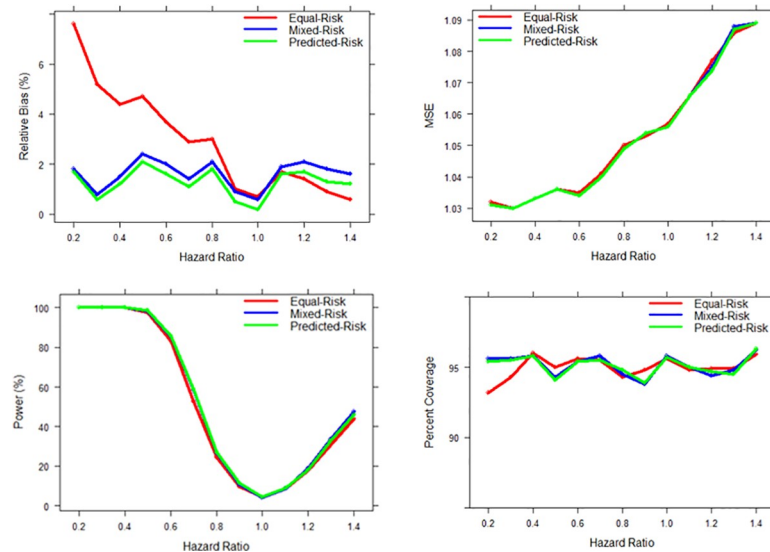 Equal-Risk
Mixed-Risk
Predicted-Risk
Relative Bias (%)
8
6
4
2
0
0.2 0.4 0.6 0.8 1.0 1.2 1.4
Hazard Ratio
Equal-Risk
Mixed-Risk
Predicted-Risk
MSE
1.09
1.08
1.07
1.06
1.05
1.04
1.03
0.2 0.4 0.6 0.8 1.0 1.2 1.4
Hazard Ratio
Equal-Risk
Mixed-Risk
Predicted-Risk
Power (%)
100
80
60
40
20
0
0.2 0.4 0.6 0.8 1.0 1.2 1.4
Hazard Ratio
Equal-Risk
Mixed-Risk
Predicted-Risk
Percent Coverage
95
90
0.2 0.4 0.6 0.8 1.0 1.2 1.4
Hazard Ratio